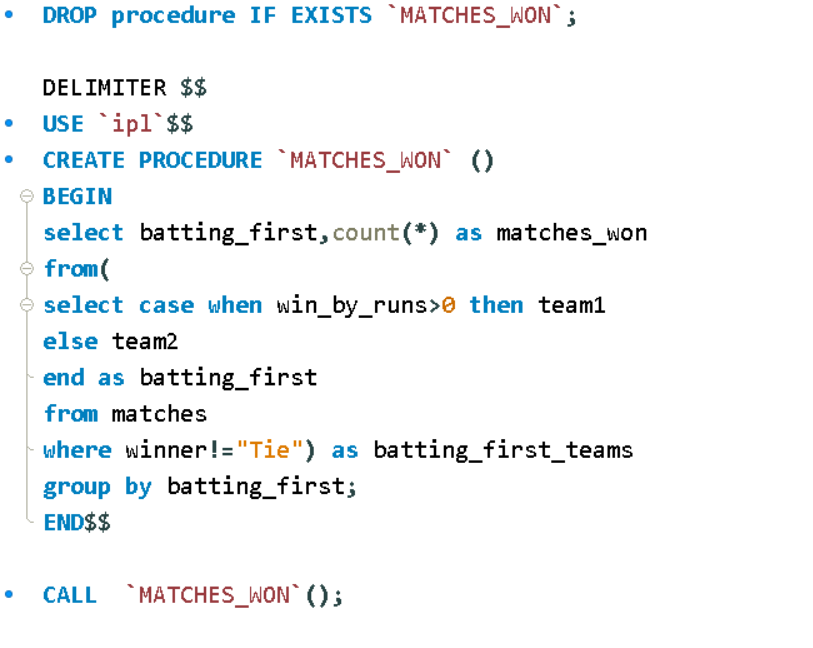 DROP procedure IF EXISTS `MATCHES_WON`;
DELIMITER $$
USE `ipl`$$
CREATE PROCEDURE `MATCHES_WON` ()
BEGIN
select batting_first,count(*) as matches_won
from(
select case when win_by_runs>0 then team1
else team2
end as batting_first
from matches
where winner!="Tie") as batting_first_teams
group by batting_first;
END$$
CALL  `MATCHES_WON`();